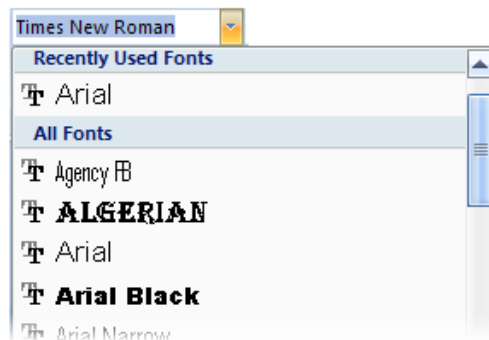 Times New Roman
Recently Used Fonts
Arial
All Fonts
Agency FB
ALGERIAN
Arial
Arial Black
Arial Narrow